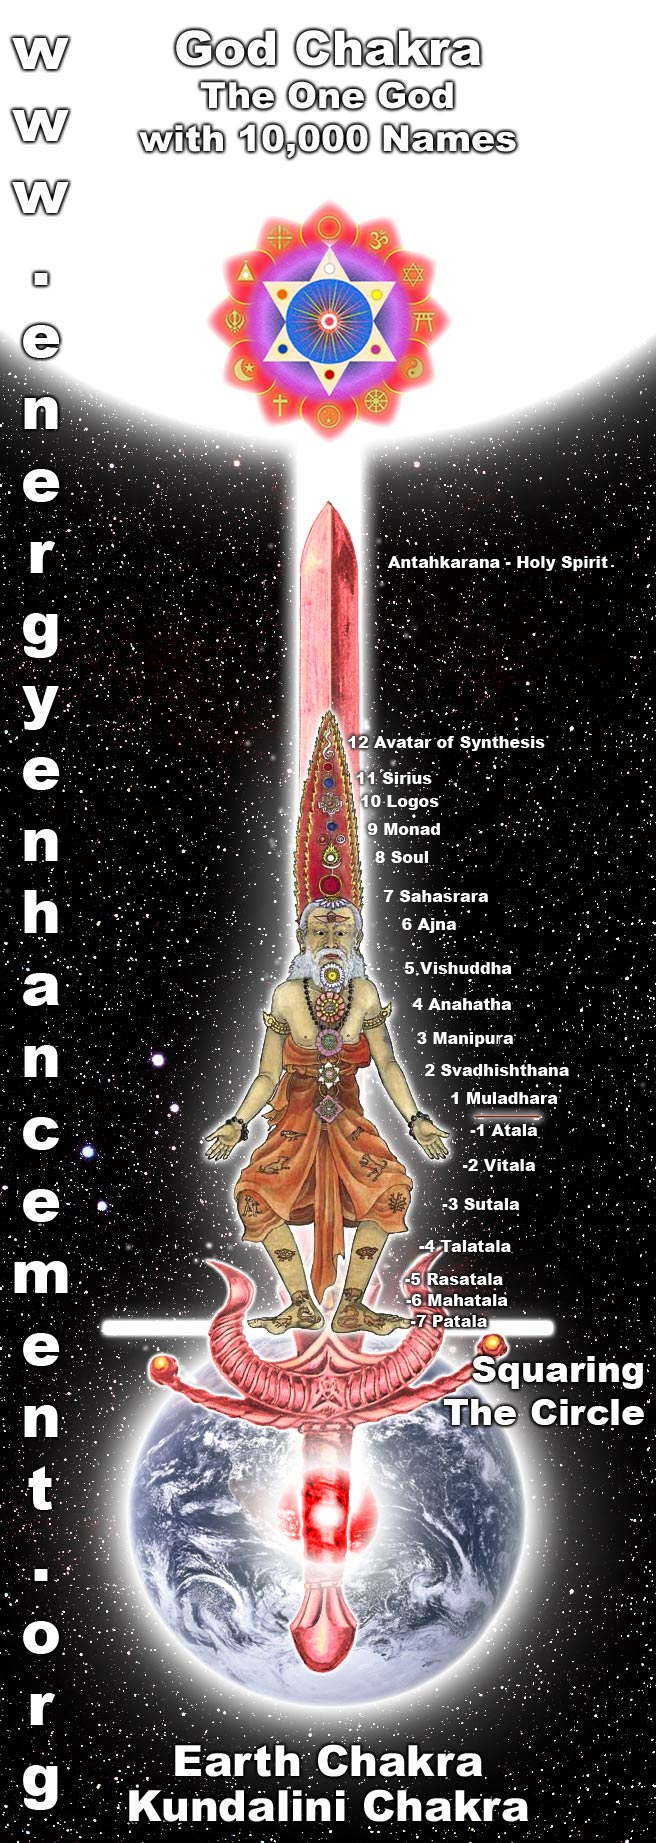 www.energyenhancement.org
God Chakra
The One God
with 10,000 Names
Antahkarana - Holy Spirit
12 Avatar of Synthesis
11 Sirius
10 Logos
9 Monad
8 Soul
7 Sahasrara
6 Ajna
5 Vishuddha
4 Anahatha
3 Manipura
2 Svadhishthana
1 Muladhara
-1 Atala
-2 Vitala
-3 Sutala
-4 Talatala
-5 Rasatala
-6 Mahatala
-7 Patala
Squaring
The Circle
Earth Chakra
Kundalini Chakra